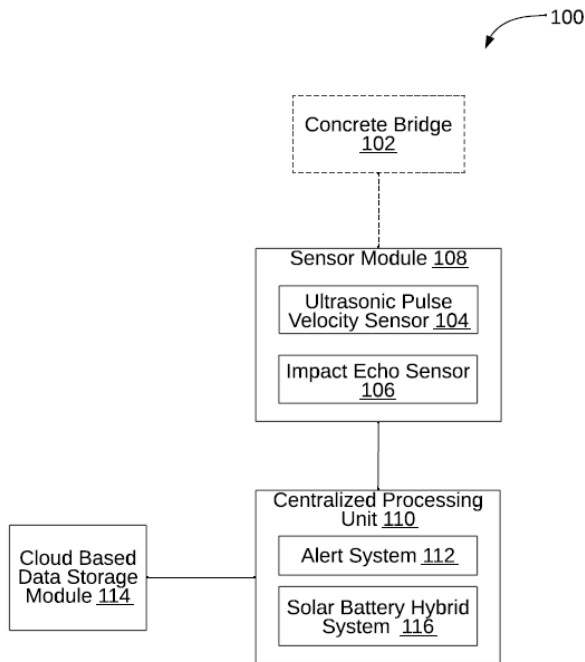 100
Concrete Bridge
102
Sensor Module 108
Ultrasonic Pulse
Velocity Sensor 104
Impact Echo Sensor
106
Centralized Processing
Unit 110
Alert System 112
Cloud Based
Data Storage
Module 114
Solar Battery Hybrid
System 116